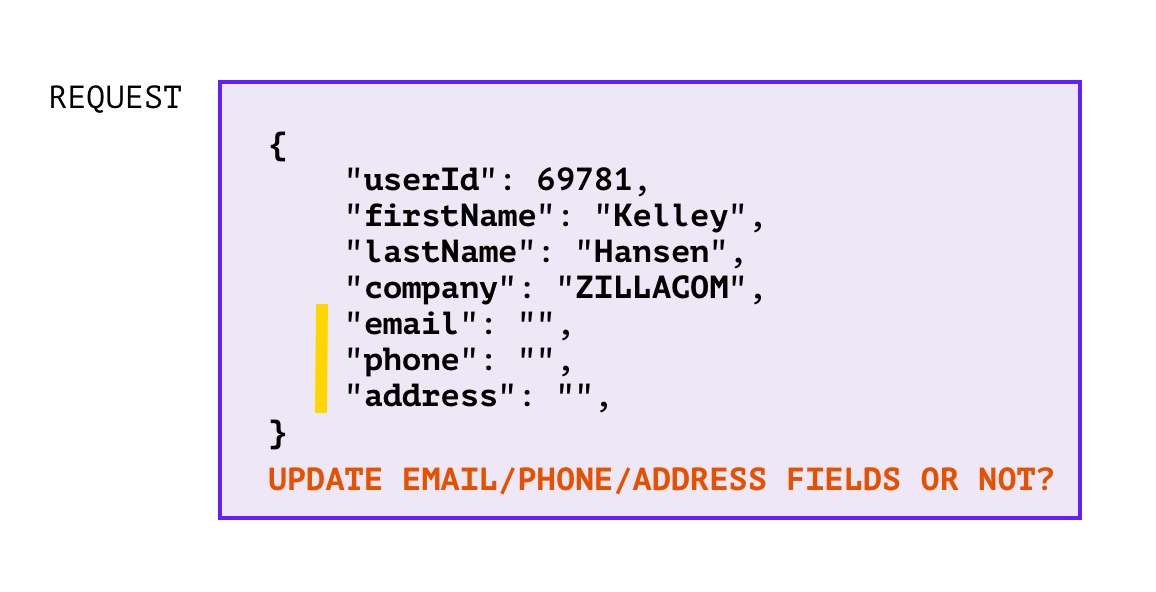 REQUEST
{
"userId": 69781,
"firstName": "Kelley",
"lastName": "Hansen",
"company": "ZILLACOM",
"email": "",
"phone": "",
"address": "",
}
UPDATE EMAIL/PHONE/ADDRESS FIELDS OR NOT?